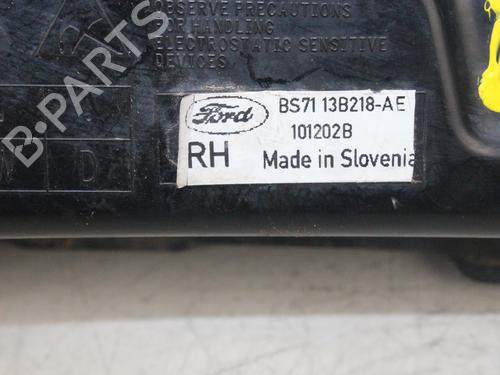 OBSERVE PRECAUTIONS
FOR HANDLING
ELECTROSTATIC SENSITIVE
DEVICES
Ford
BS71 13B218-AE
101202B
RH
Made in Slovenia
D
B-PARTS